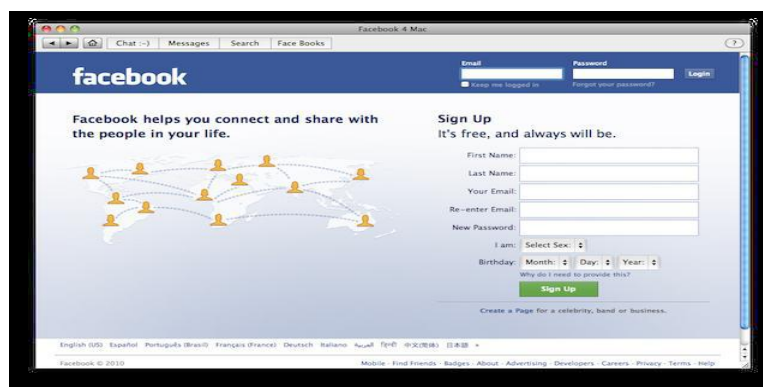 Facebook 4 Mac
Chat :-) Messages Search Face Books ?
Email Password
facebook Login
Keep me logged in Forgot your password?
Facebook helps you connect and share with
the people in your life.
Sign Up
It's free, and always will be.
First Name:
Last Name:
Your Email:
Re-enter Email:
New Password:
I am: Select Sex:
Birthday: Month: Day: Year:
Why do I need to provide this?
Sign Up
Create a Page for a celebrity, band or business.
English (US) Español Português (Brasil) Français (France) Deutsch Italiano العربية हिन्दी 中文(简体) 日本語 »
Facebook © 2010 Mobile · Find Friends · Badges · About · Advertising · Developers · Careers · Privacy · Terms · Help